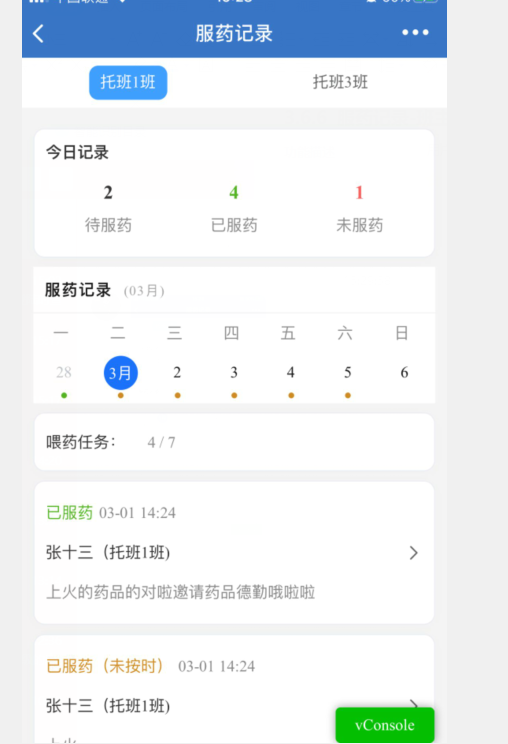 服药记录
托班1班 托班3班
今日记录
2 4 1
待服药 已服药 未服药
服药记录 (03月)
一 二 三 四 五 六 日
28 3月 2 3 4 5 6
喂药任务： 4 / 7
已服药 03-01 14:24
张十三（托班1班)
上火的药品的对啦邀请药品德勤哦啦啦
已服药（未按时） 03-01 14:24
张十三（托班1班)
vConsole